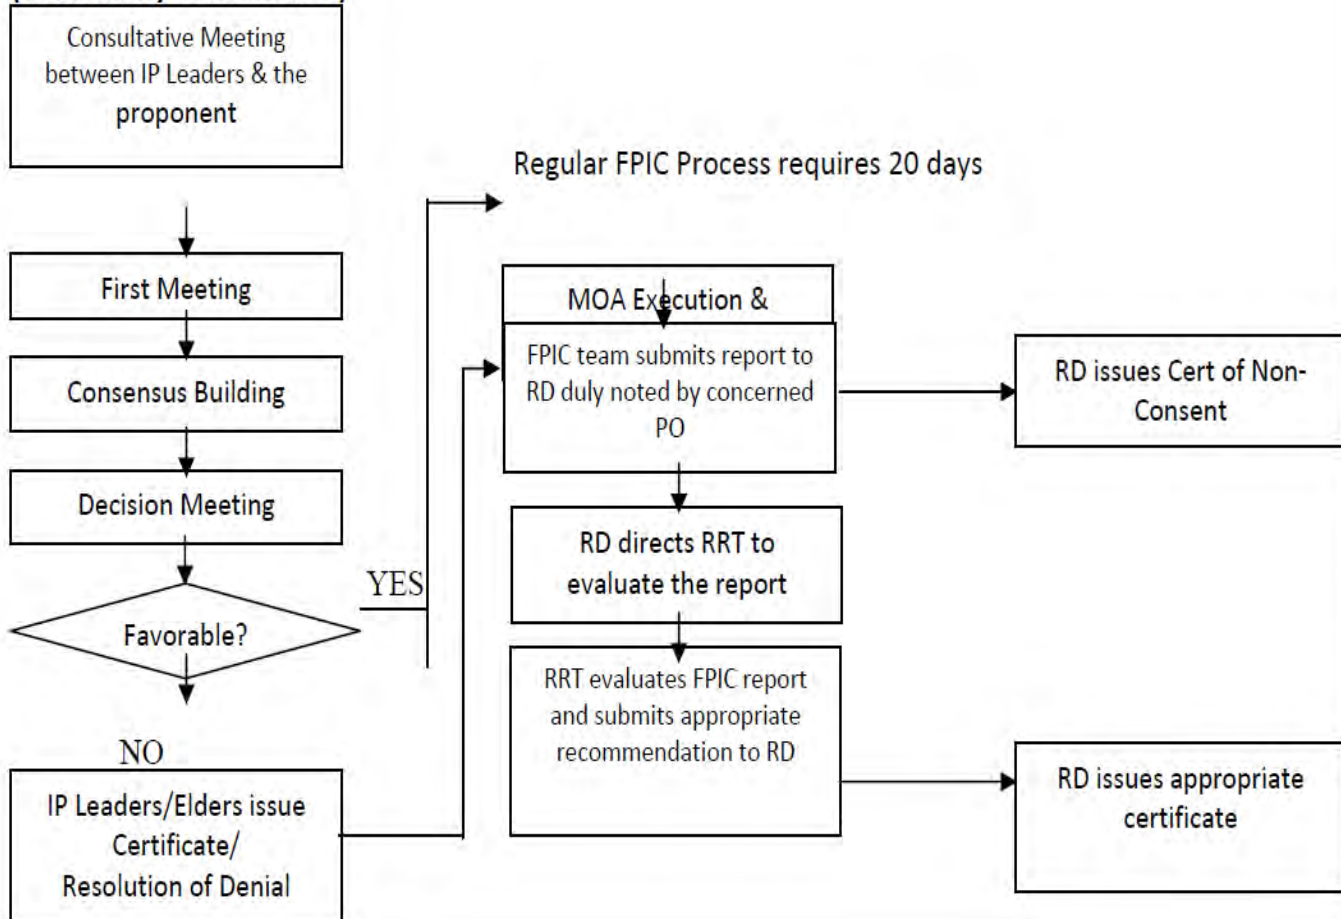 Consultative Meeting
between IP Leaders & the
proponent
First Meeting
Consensus Building
Decision Meeting
Favorable?
YES
NO
IP Leaders/Elders issue
Certificate/
Resolution of Denial
Regular FPIC Process requires 20 days
MOA Execution &
FPIC team submits report to
RD duly noted by concerned
PO
RD directs RRT to
evaluate the report
RRT evaluates FPIC report
and submits appropriate
recommendation to RD
RD issues Cert of Non-
Consent
RD issues appropriate
certificate